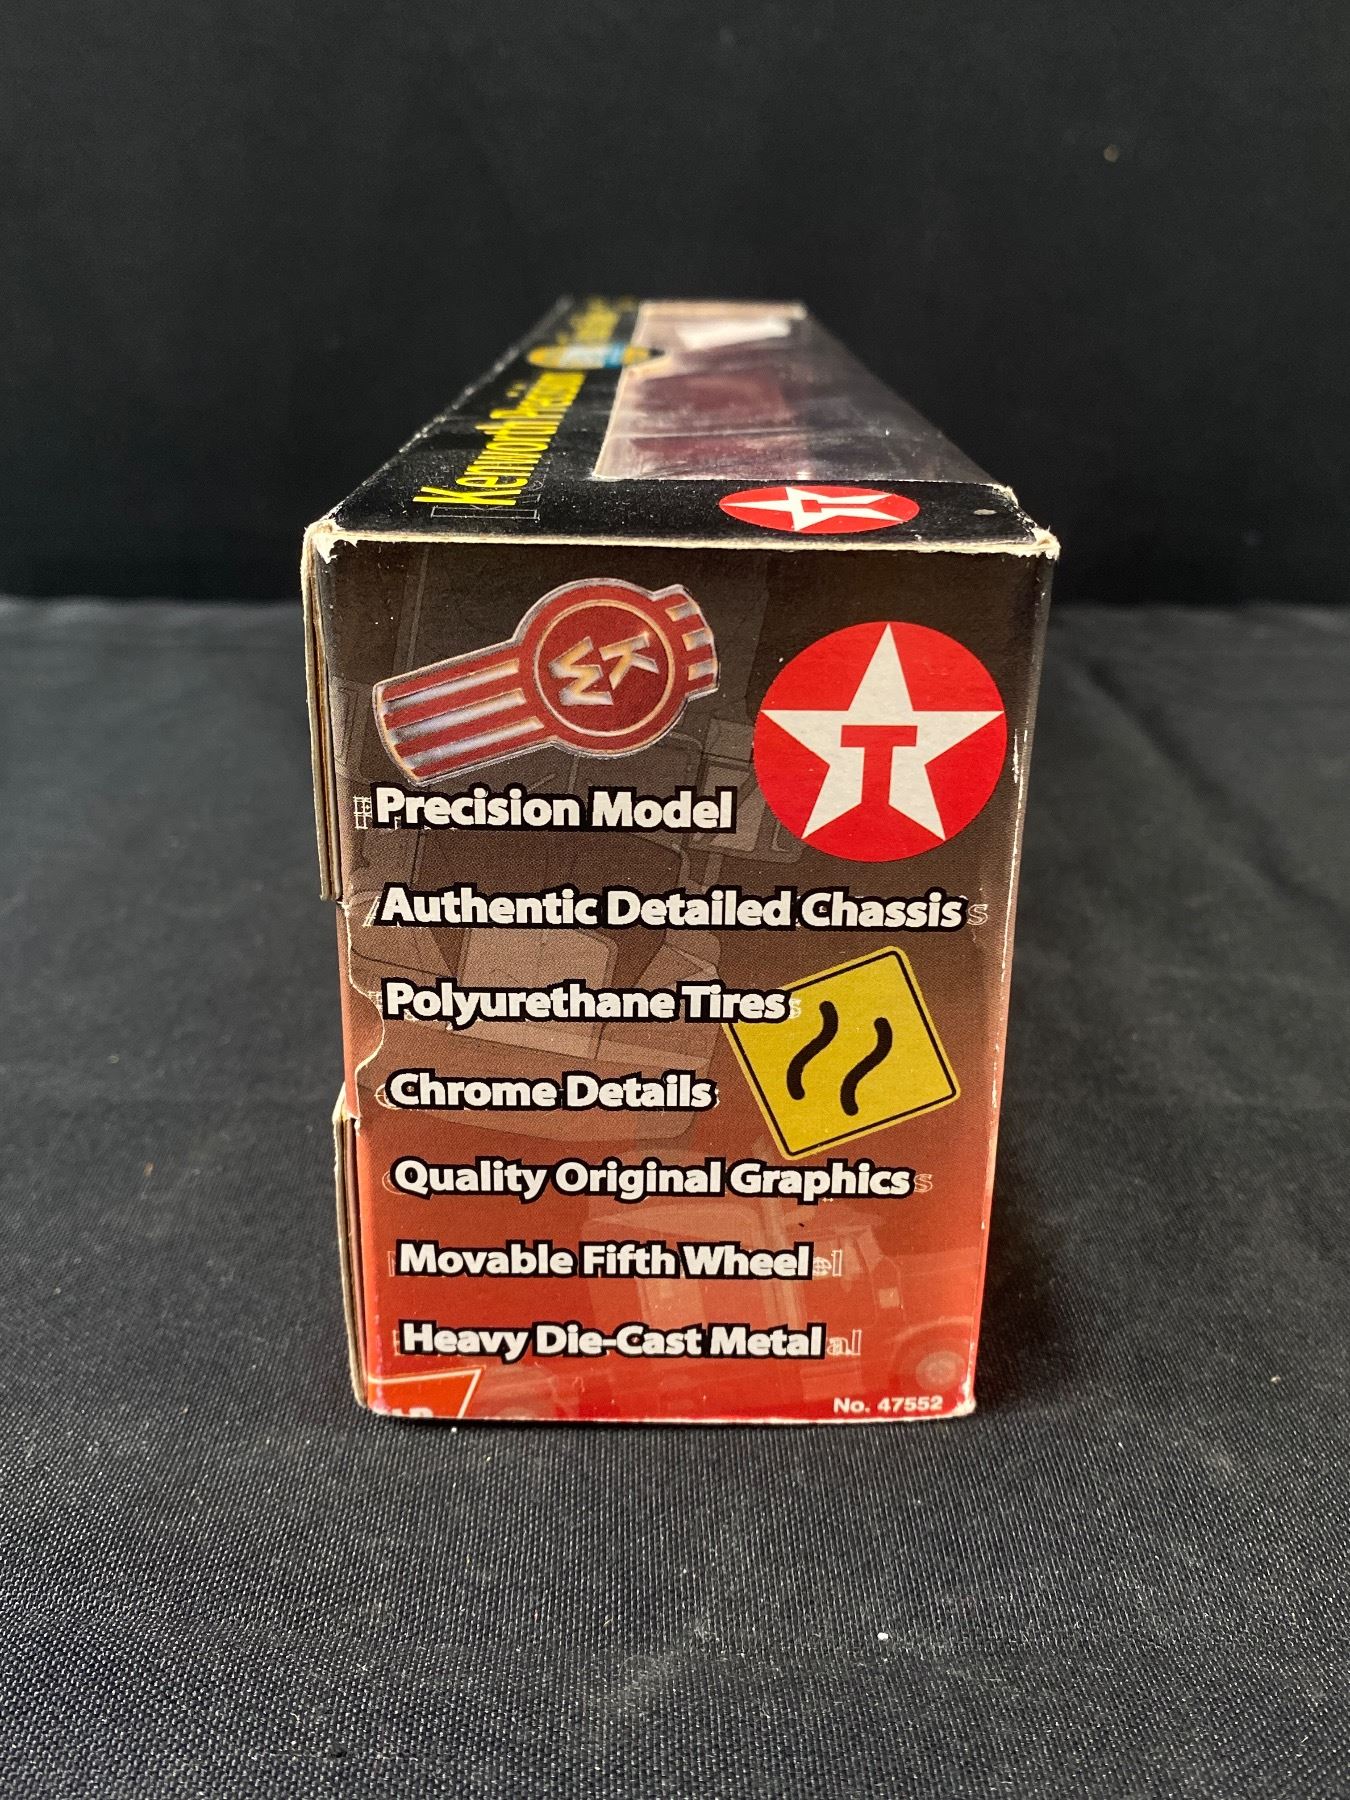 Kenworth
T
KW
T
Precision Model
Authentic Detailed Chassis
Polyurethane Tires
Chrome Details
Quality Original Graphics
Movable Fifth Wheel
Heavy Die-Cast Metal
No. 47552